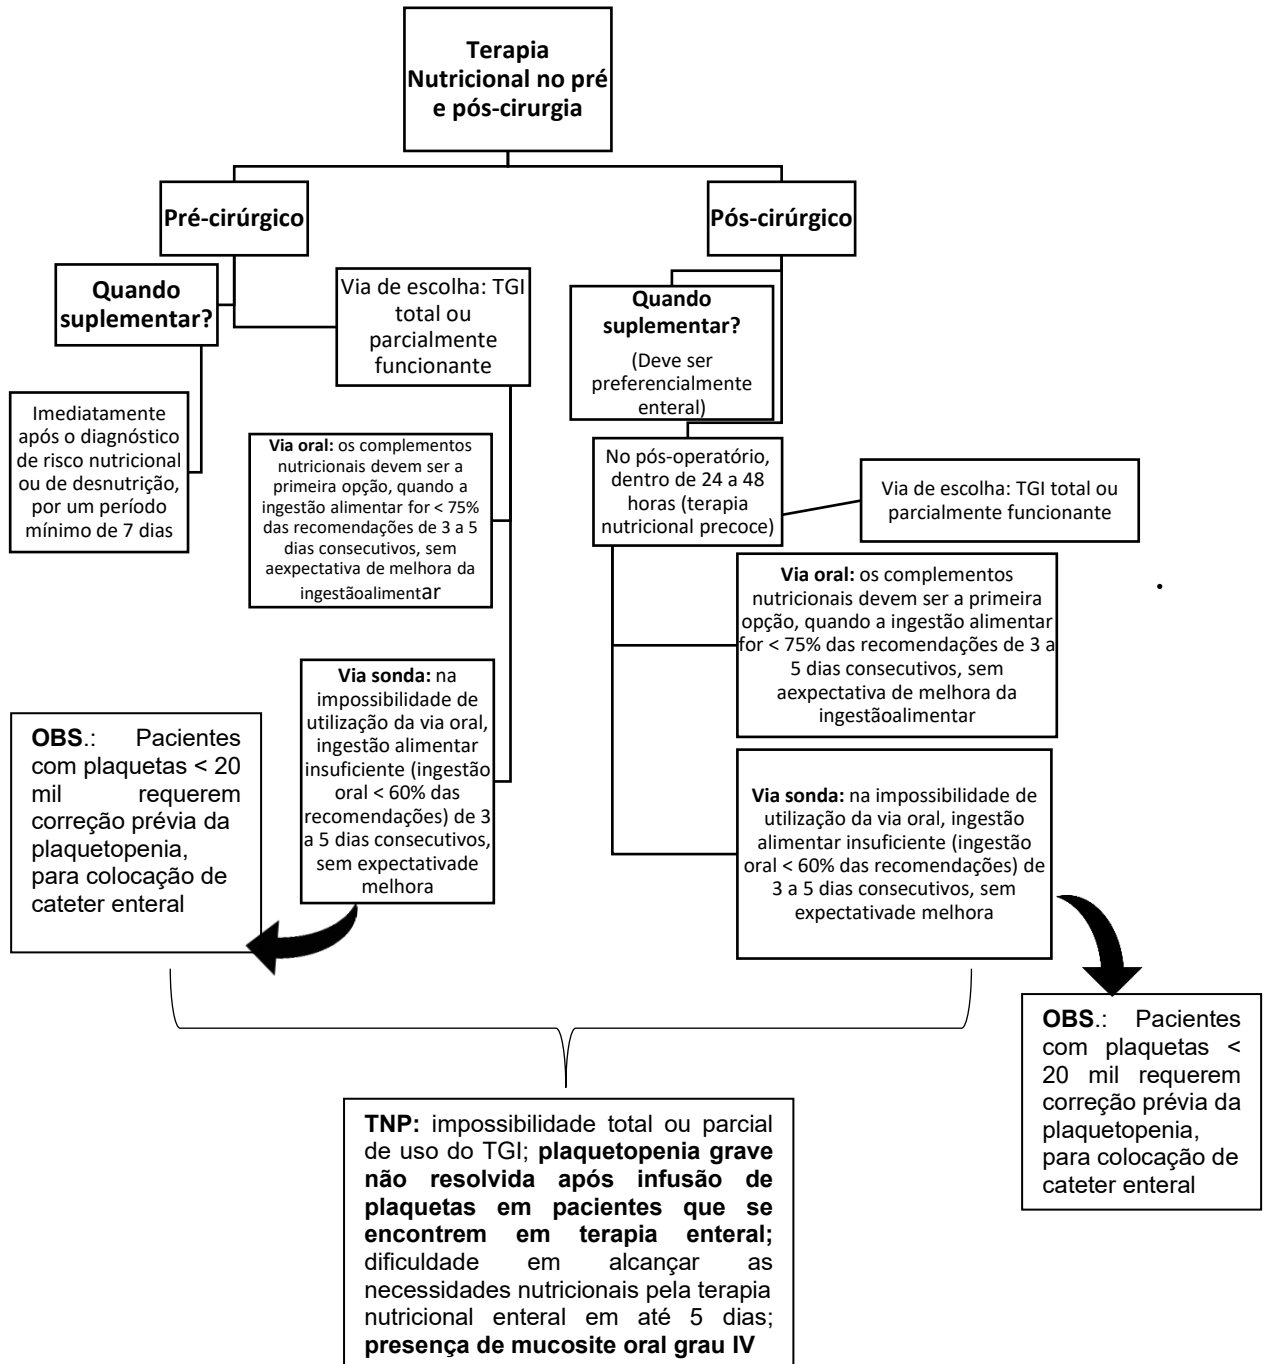 Terapia
Nutricional no pré
e pós-cirurgia
Pré-cirúrgico
Quando
suplementar?
Imediatamente
após o diagnóstico
de risco nutricional
ou de desnutrição,
por um período
mínimo de 7 dias
Via de escolha: TGI
total ou
parcialmente
funcionante
Via oral: os complementos
nutricionais devem ser a
primeira opção, quando a
ingestão alimentar for < 75%
das recomendações de 3 a 5
dias consecutivos, sem
aexpectativa de melhora da
ingestãoalimentar
Via sonda: na
impossibilidade de
utilização da via oral,
ingestão alimentar
insuficiente (ingestão
oral < 60% das
recomendações) de 3
a 5 dias consecutivos,
sem expectativade
melhora
OBS.: Pacientes
com plaquetas < 20
mil requerem
correção prévia da
plaquetopenia,
para colocação de
cateter enteral
Pós-cirúrgico
Quando
suplementar?
(Deve ser
preferencialmente
enteral)
No pós-operatório,
dentro de 24 a 48
horas (terapia
nutricional precoce)
Via de escolha: TGI total ou
parcialmente funcionante
Via oral: os complementos
nutricionais devem ser a primeira
opção, quando a ingestão alimentar
for < 75% das recomendações de 3 a
5 dias consecutivos, sem
aexpectativa de melhora da
ingestãoalimentar
Via sonda: na impossibilidade de
utilização da via oral, ingestão
alimentar insuficiente (ingestão
oral < 60% das recomendações) de
3 a 5 dias consecutivos, sem
expectativade melhora
OBS.: Pacientes
com plaquetas <
20 mil requerem
correção prévia da
plaquetopenia,
para colocação de
cateter enteral
TNP: impossibilidade total ou parcial
de uso do TGI; plaquetopenia grave
não resolvida após infusão de
plaquetas em pacientes que se
encontrem em terapia enteral;
dificuldade em alcançar as
necessidades nutricionais pela terapia
nutricional enteral em até 5 dias;
presença de mucosite oral grau IV